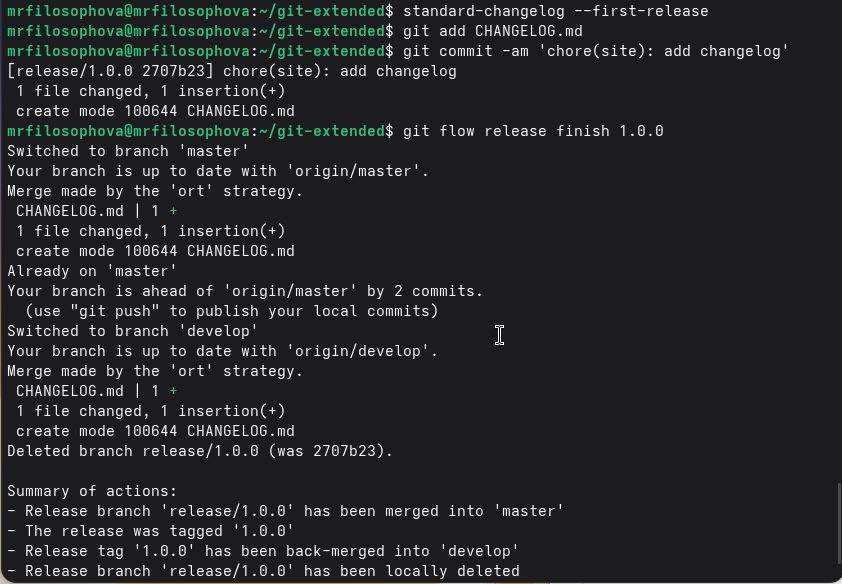 mrfilosophova@mrfilosophova:~/git-extended$ standard-changelog --first-release
mrfilosophova@mrfilosophova:~/git-extended$ git add CHANGELOG.md
mrfilosophova@mrfilosophova:~/git-extended$ git commit -am 'chore(site): add changelog'
[release/1.0.0 2707b23] chore(site): add changelog
 1 file changed, 1 insertion(+)
 create mode 100644 CHANGELOG.md
mrfilosophova@mrfilosophova:~/git-extended$ git flow release finish 1.0.0
Switched to branch 'master'
Your branch is up to date with 'origin/master'.
Merge made by the 'ort' strategy.
 CHANGELOG.md | 1 +
 1 file changed, 1 insertion(+)
 create mode 100644 CHANGELOG.md
Already on 'master'
Your branch is ahead of 'origin/master' by 2 commits.
  (use "git push" to publish your local commits)
Switched to branch 'develop'
Your branch is up to date with 'origin/develop'.
Merge made by the 'ort' strategy.
 CHANGELOG.md | 1 +
 1 file changed, 1 insertion(+)
 create mode 100644 CHANGELOG.md
Deleted branch release/1.0.0 (was 2707b23).

Summary of actions:
- Release branch 'release/1.0.0' has been merged into 'master'
- The release was tagged '1.0.0'
- Release tag '1.0.0' has been back-merged into 'develop'
- Release branch 'release/1.0.0' has been locally deleted